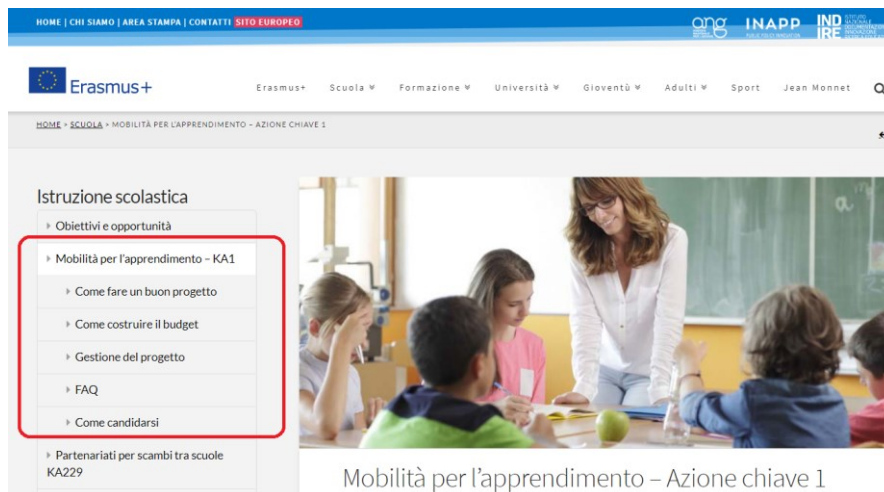 HOME | CHI SIAMO | AREA STAMPA | CONTATTI SITO EUROPEO
ang INAPP INDIRE
Erasmus+
Erasmus+ Scuola Formazione Università Gioventù Adulti Sport Jean Monnet
HOME > SCUOLA > MOBILITÀ PER L'APPRENDIMENTO – AZIONE CHIAVE 1
Istruzione scolastica
Obiettivi e opportunità
Mobilità per l'apprendimento – KA1
Come fare un buon progetto
Come costruire il budget
Gestione del progetto
FAQ
Come candidarsi
Partenariati per scambi tra scuole
KA229
Mobilità per l'apprendimento – Azione chiave 1